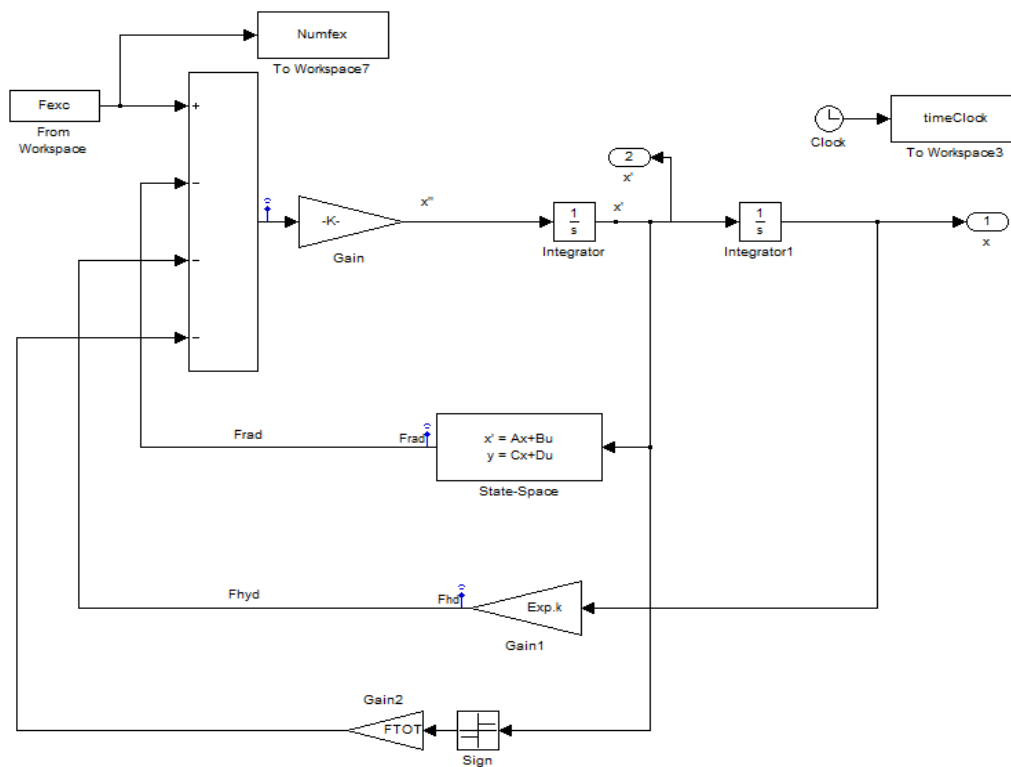 Numfex
To Workspace7
Fexc
From
Workspace
+
−
−
−
-K-
Gain
x''
1
s
Integrator
x'
2
x'
1
s
Integrator1
Clock
timeClock
To Workspace3
1
x
Frad
Frad
x' = Ax+Bu
y = Cx+Du
State-Space
Fhyd
Fhd
Exp.k
Gain1
Gain2
FTOT
Sign